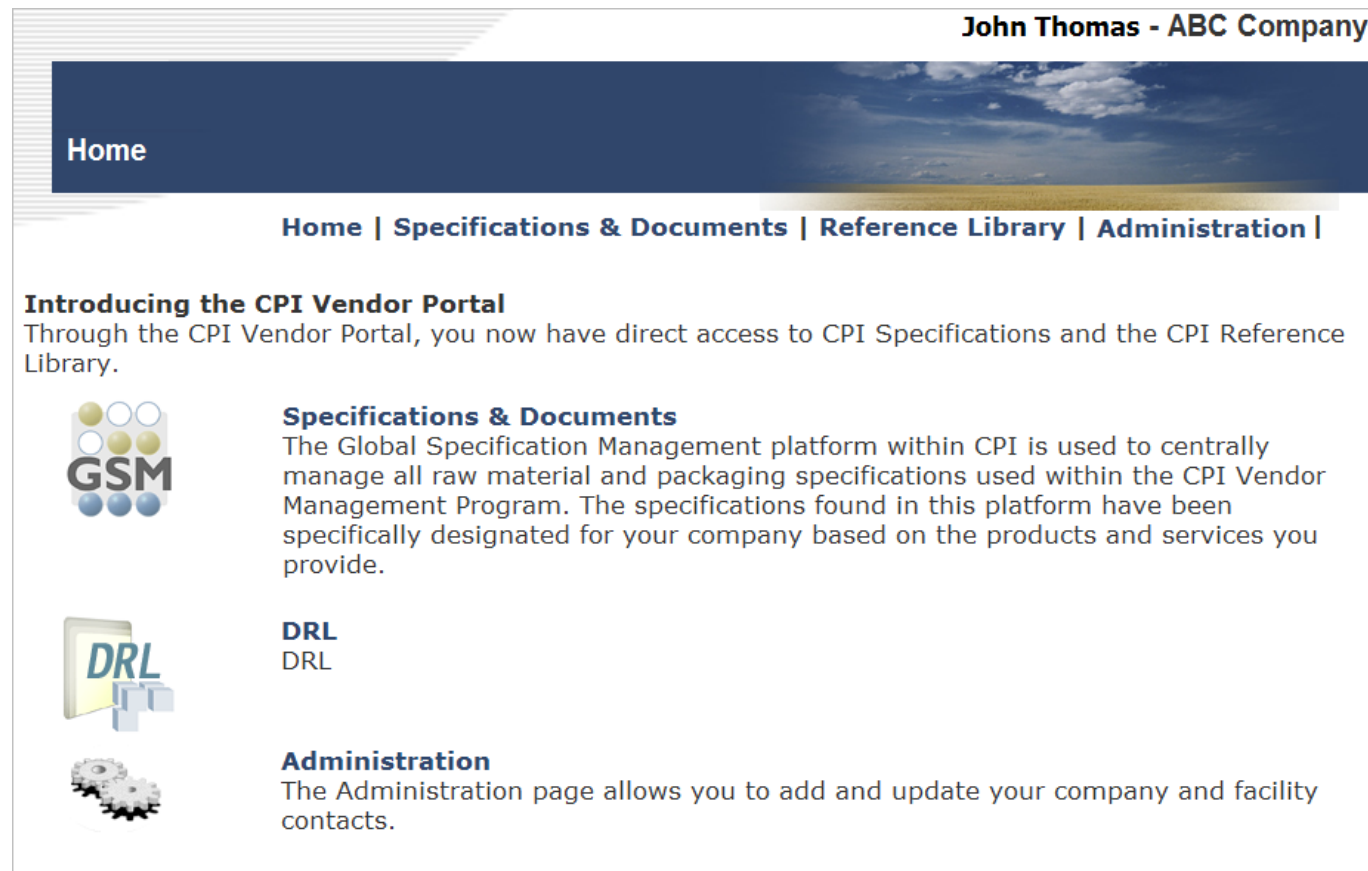 John Thomas - ABC Company
Home
Home | Specifications & Documents | Reference Library | Administration |
Introducing the CPI Vendor Portal
Through the CPI Vendor Portal, you now have direct access to CPI Specifications and the CPI Reference
Library.
GSM
Specifications & Documents
The Global Specification Management platform within CPI is used to centrally
manage all raw material and packaging specifications used within the CPI Vendor
Management Program. The specifications found in this platform have been
specifically designated for your company based on the products and services you
provide.
DRL
DRL
DRL
Administration
The Administration page allows you to add and update your company and facility
contacts.